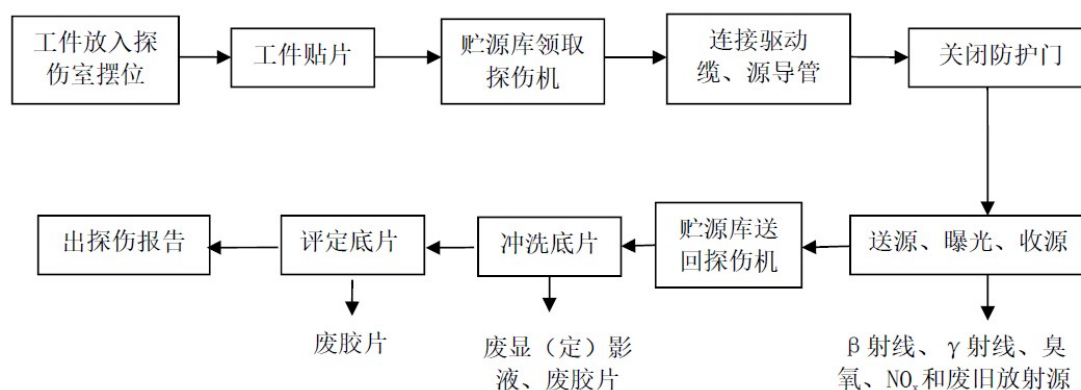 工件放入探
伤室摆位
工件贴片
贮源库领取
探伤机
连接驱动
缆、源导管
关闭防护门
送源、曝光、收源
贮源库送
回探伤机
冲洗底片
评定底片
出探伤报告
废胶片
废显（定）影
液、废胶片
β射线、γ射线、臭
氧、NOx和废旧放射源